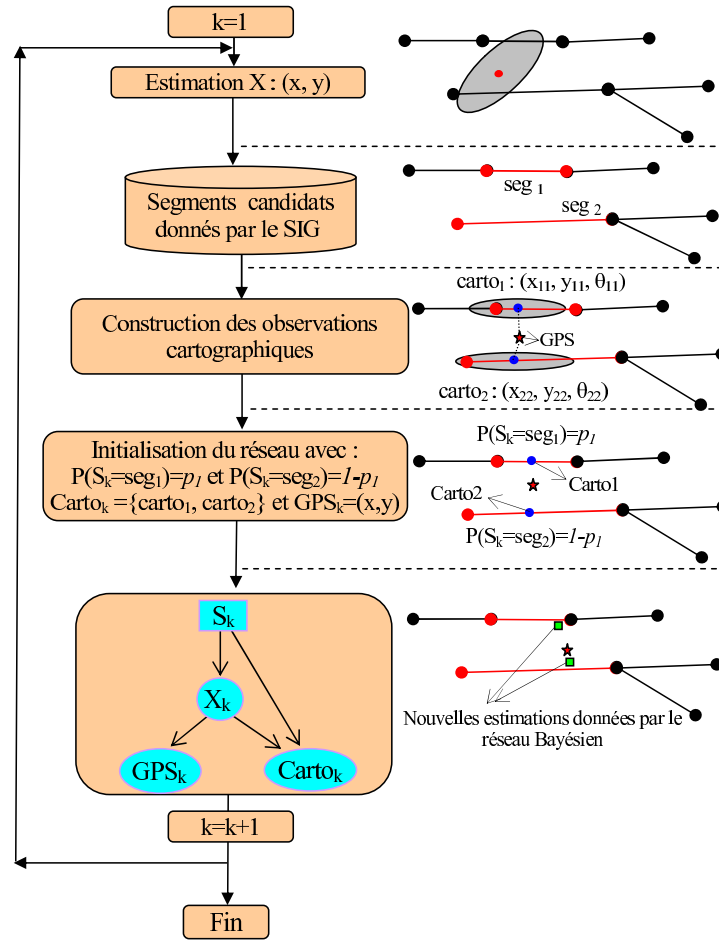 k=1
Estimation X : (x, y)
Segments candidats
donnés par le SIG
seg 1
seg 2
Construction des observations
cartographiques
carto1 : (x11, y11, θ11)
GPS
carto2 : (x22, y22, θ22)
Initialisation du réseau avec :
P(Sk=seg1)=p1 et P(Sk=seg2)=1-p1
Cartok ={carto1, carto2} et GPSk=(x,y)
P(Sk=seg1)=p1
Carto1
Carto2
P(Sk=seg2)=1-p1
Sk
Xk
GPSk
Cartok
Nouvelles estimations données par le
réseau Bayésien
k=k+1
Fin